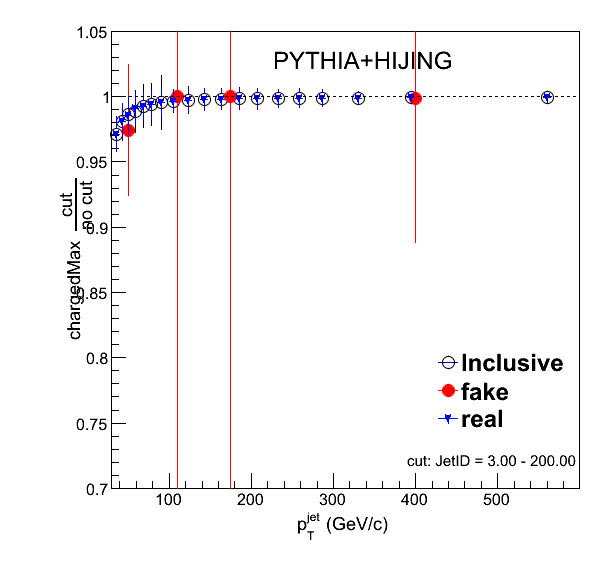 1.05
PYTHIA+HIJING
1
0.95
0.9
0.85
0.8
0.75
0.7
chargedMax cut
no cut
Inclusive
fake
real
cut: JetID = 3.00 - 200.00
100 200 300 400 500
p_T^jet (GeV/c)